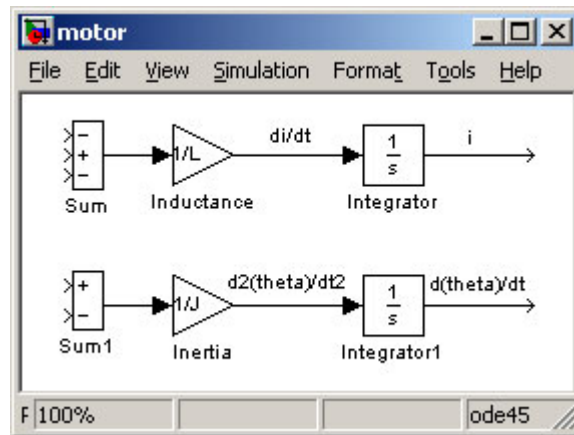 motor
File Edit View Simulation Format Tools Help
di/dt i
− + − 1/L 1 s
Sum Inductance Integrator
d2(theta)/dt2 d(theta)/dt
+ − 1/J 1 s
Sum1 Inertia Integrator1
F 100% ode45